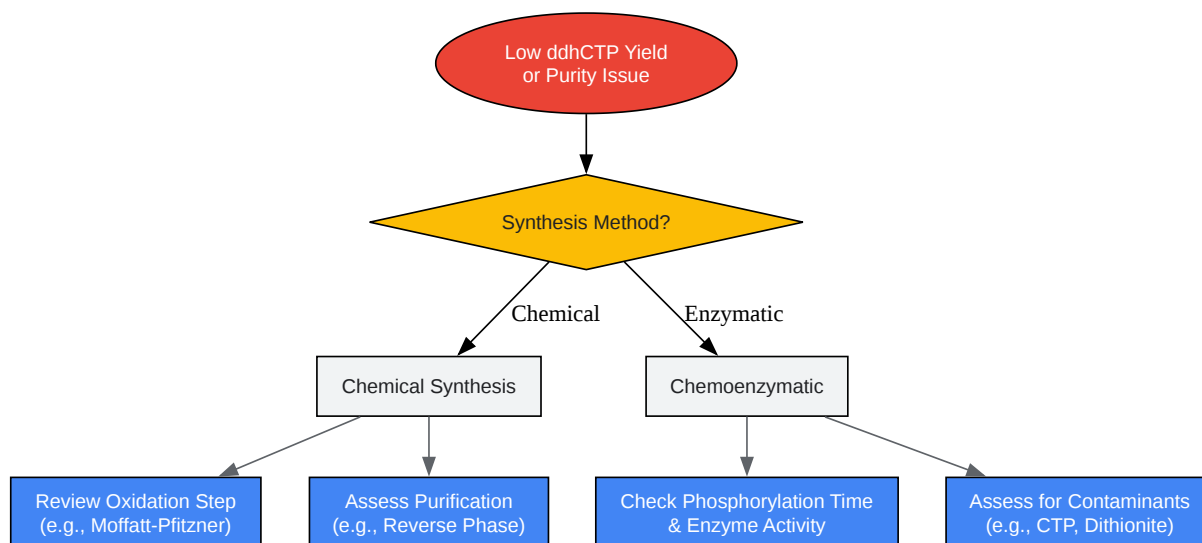 Low ddhCTP Yield
or Purity Issue
Synthesis Method?
Chemical
Enzymatic
Chemical Synthesis
Chemoenzymatic
Review Oxidation Step
(e.g., Moffatt-Pfitzner)
Assess Purification
(e.g., Reverse Phase)
Check Phosphorylation Time
& Enzyme Activity
Assess for Contaminants
(e.g., CTP, Dithionite)